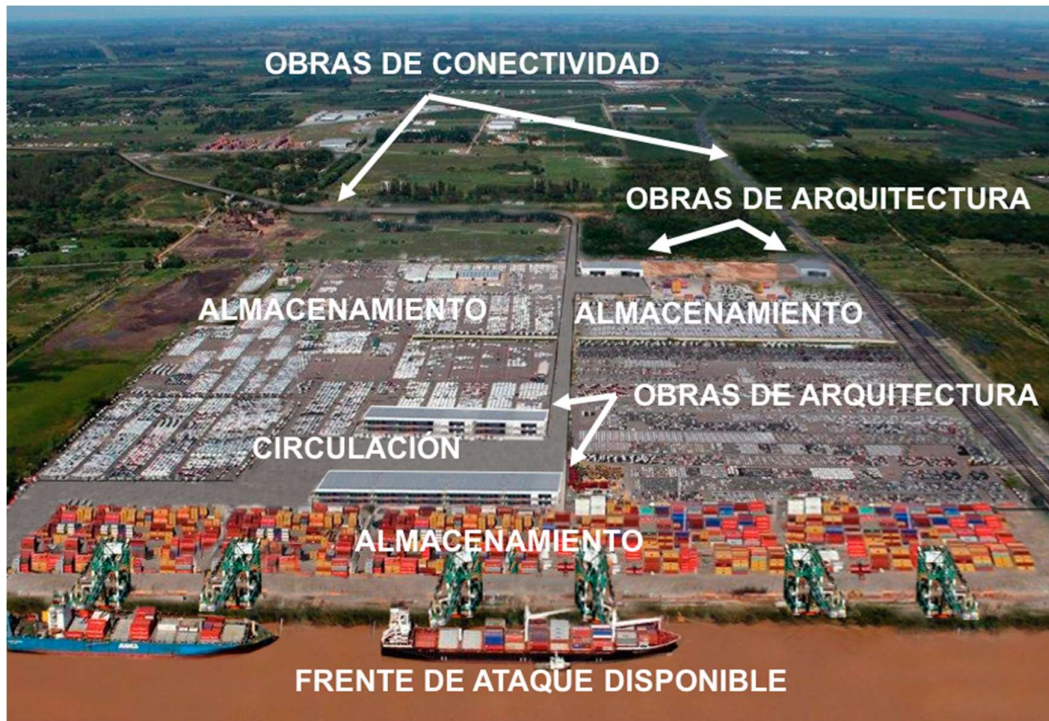 OBRAS DE CONECTIVIDAD
OBRAS DE ARQUITECTURA
ALMACENAMIENTO
ALMACENAMIENTO
OBRAS DE ARQUITECTURA
CIRCULACIÓN
ALMACENAMIENTO
FRENTE DE ATAQUE DISPONIBLE